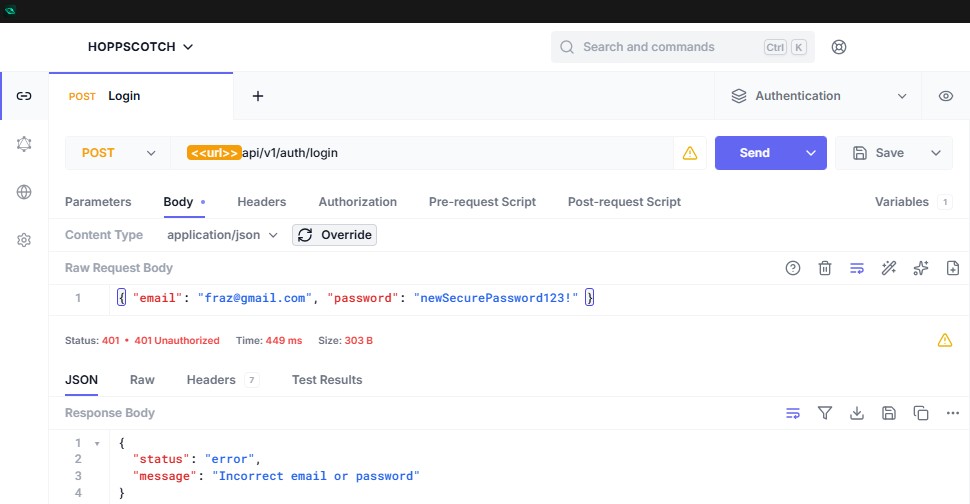 HOPPSCOTCH
Search and commands Ctrl K
POST Login + Authentication
POST <<url>>api/v1/auth/login Send Save
Parameters Body • Headers Authorization Pre-request Script Post-request Script Variables 1
Content Type application/json Override
Raw Request Body
1 { "email": "fraz@gmail.com", "password": "newSecurePassword123!" }
Status: 401 • 401 Unauthorized Time: 449 ms Size: 303 B
JSON Raw Headers 7 Test Results
Response Body
1 {
2 "status": "error",
3 "message": "Incorrect email or password"
4 }